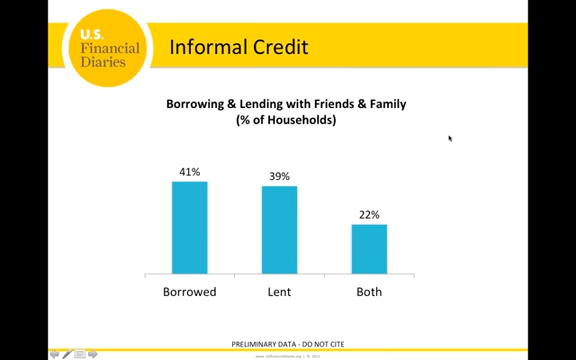 U.S.
Financial
Diaries
Informal Credit
Borrowing & Lending with Friends & Family
(% of Households)
41%
39%
22%
Borrowed
Lent
Both
PRELIMINARY DATA - DO NOT CITE